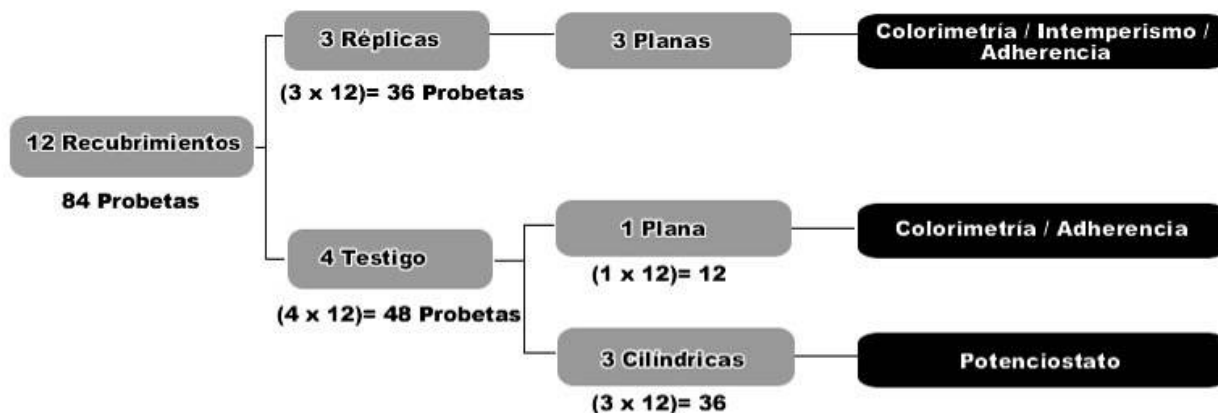 12 Recubrimientos
84 Probetas
3 Réplicas
(3 x 12)= 36 Probetas
3 Planas
Colorimetría / Intemperismo /
Adherencia
4 Testigo
(4 x 12)= 48 Probetas
1 Plana
(1 x 12)= 12
Colorimetría / Adherencia
3 Cilíndricas
(3 x 12)= 36
Potenciostato